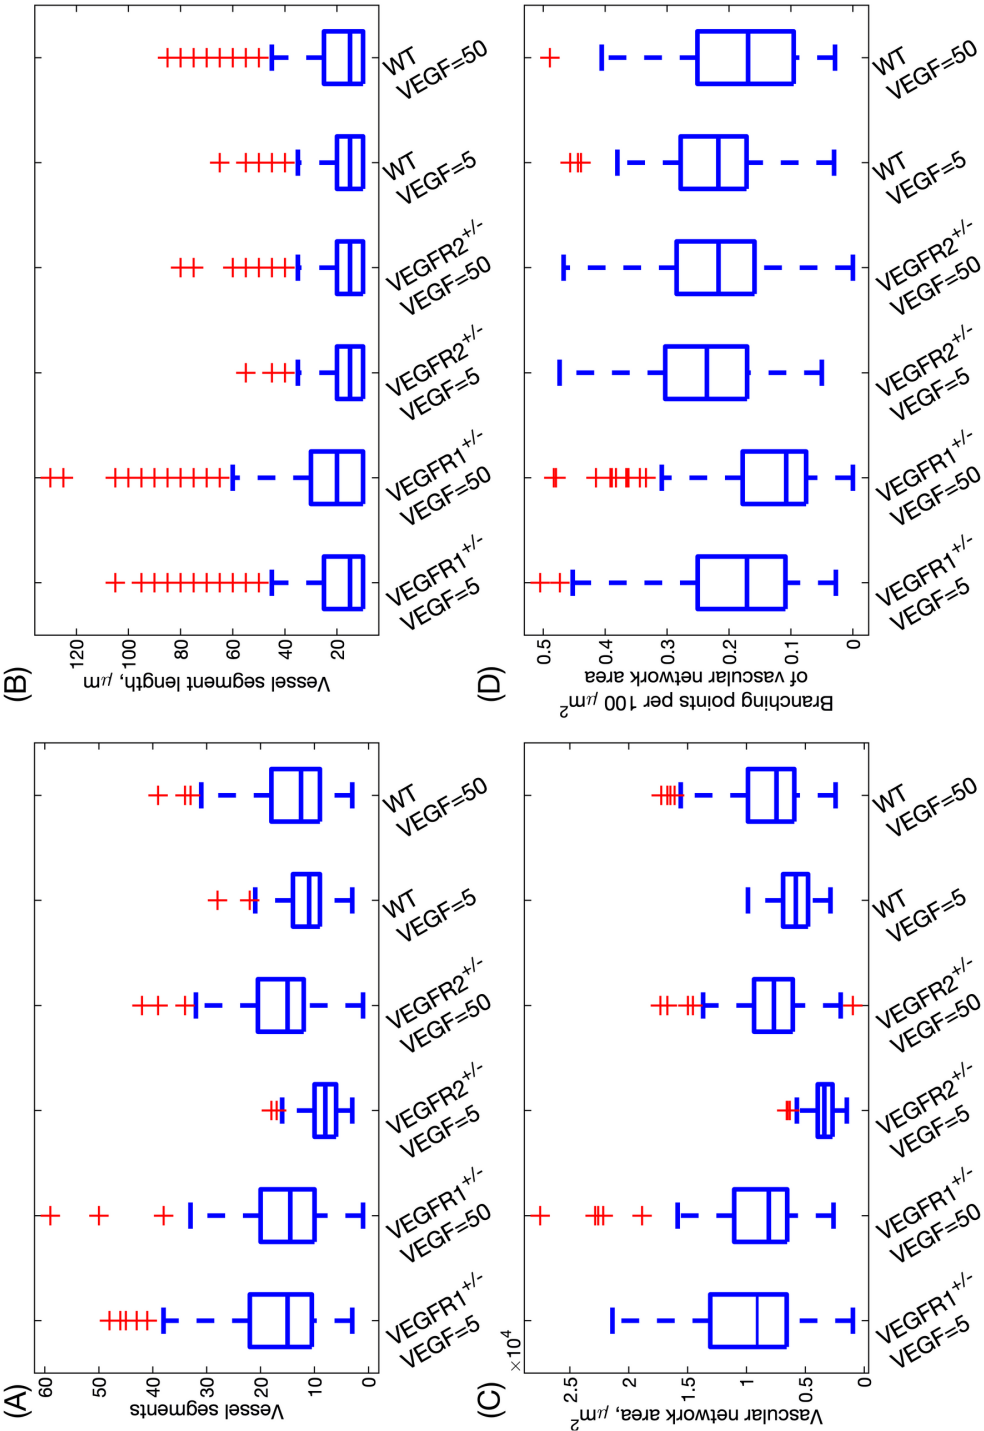 (A)
Vessel segments
60
50
40
30
20
10
0
VEGFR1+/-
VEGF=5
VEGFR1+/-
VEGF=50
VEGFR2+/-
VEGF=5
VEGFR2+/-
VEGF=50
WT
VEGF=5
WT
VEGF=50
(B)
Vessel segment length, μm
120
100
80
60
40
20
VEGFR1+/-
VEGF=5
VEGFR1+/-
VEGF=50
VEGFR2+/-
VEGF=5
VEGFR2+/-
VEGF=50
WT
VEGF=5
WT
VEGF=50
(C)
×10⁴
Vascular network area, μm²
2.5
2
1.5
1
0.5
0
VEGFR1+/-
VEGF=5
VEGFR1+/-
VEGF=50
VEGFR2+/-
VEGF=5
VEGFR2+/-
VEGF=50
WT
VEGF=5
WT
VEGF=50
(D)
Branching points per 100 μm²
of vascular network area
0.5
0.4
0.3
0.2
0.1
0
VEGFR1+/-
VEGF=5
VEGFR1+/-
VEGF=50
VEGFR2+/-
VEGF=5
VEGFR2+/-
VEGF=50
WT
VEGF=5
WT
VEGF=50